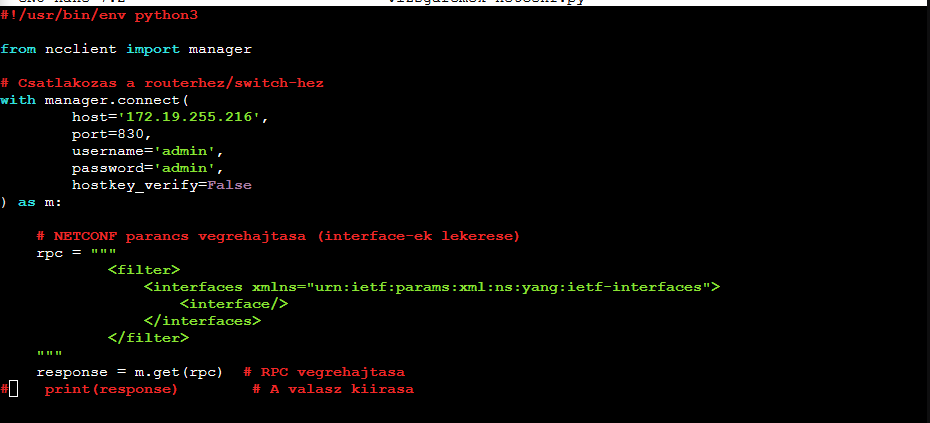 #!/usr/bin/env python3
from ncclient import manager
# Csatlakozas a routerhez/switch-hez
with manager.connect(
host='172.19.255.216',
port=830,
username='admin',
password='admin',
hostkey_verify=False
) as m:
# NETCONF parancs vegrehajtasa (interface-ek lekerese)
rpc = """
<filter>
<interfaces xmlns="urn:ietf:params:xml:ns:yang:ietf-interfaces">
<interface/>
</interfaces>
</filter>
"""
response = m.get(rpc)  # RPC vegrehajtasa
#    print(response)        # A valasz kiirasa